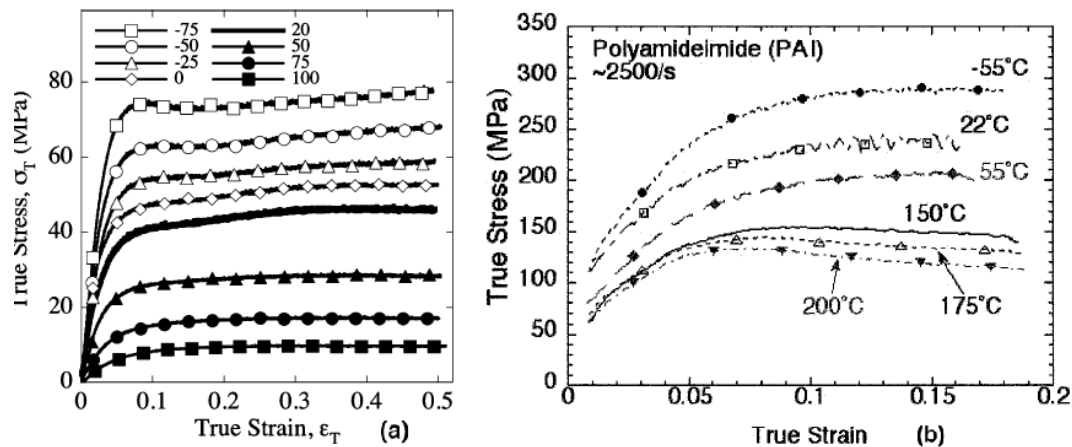 -75 20
-50 50
-25 75
0 100
80
60
40
20
0
True Stress, σT (MPa)
0 0.1 0.2 0.3 0.4 0.5
True Strain, εT (a)
Polyamideimide (PAI)
~2500/s
-55°C
22°C
55°C
150°C
200°C
175°C
350
300
250
200
150
100
50
0
True Stress (MPa)
0 0.05 0.1 0.15 0.2
True Strain (b)